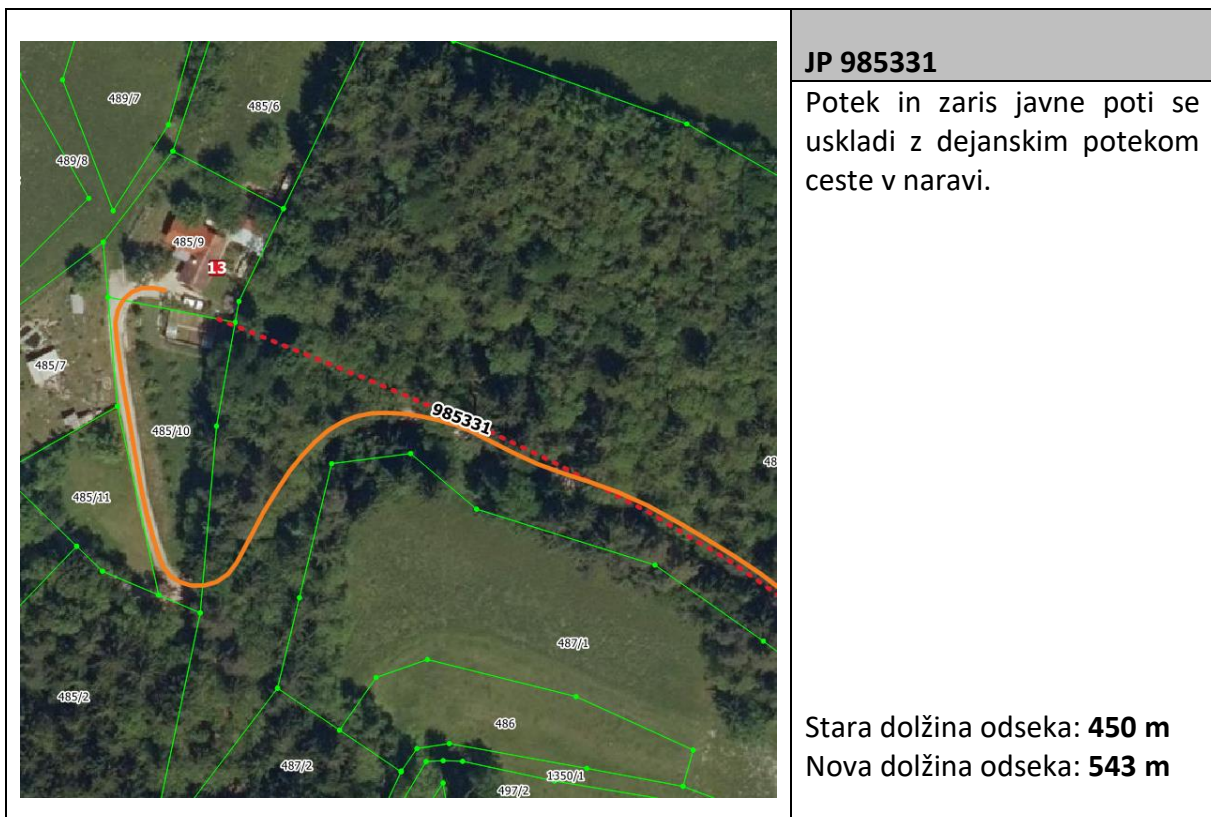 489/7
485/6
489/8
485/9
13
485/7
985331
485/10
48
485/11
487/1
485/2
486
487/2
1350/1
497/2
JP 985331
Potek in zaris javne poti se
uskladi z dejanskim potekom
ceste v naravi.
Stara dolžina odseka: 450 m
Nova dolžina odseka: 543 m